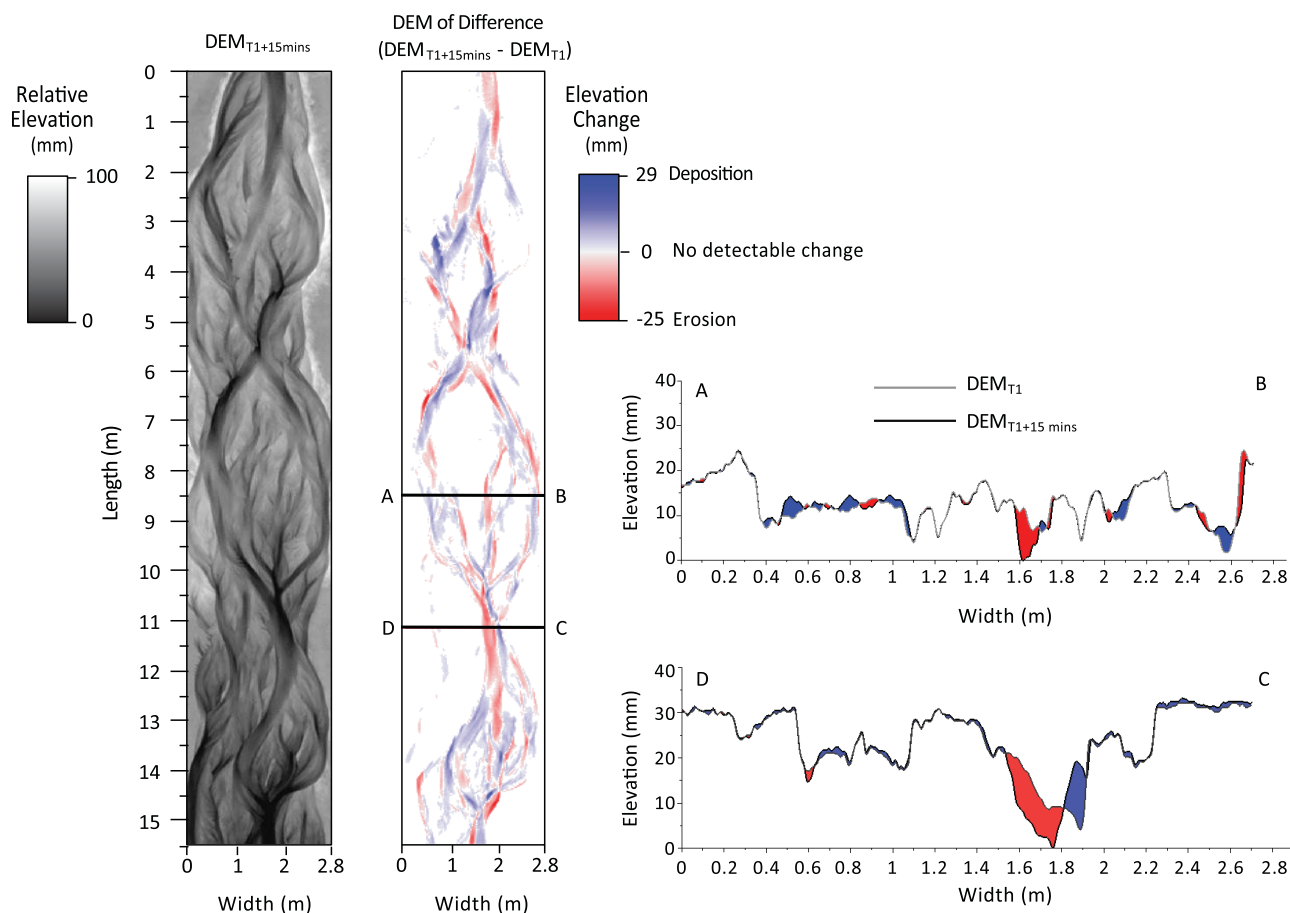 DEMT1+15mins
DEM of Difference
(DEMT1+15mins - DEMT1)
Relative
Elevation
(mm)
100
0
Elevation
Change
(mm)
29 Deposition
0 No detectable change
-25 Erosion
Length (m)
0
1
2
3
4
5
6
7
8
9
10
11
12
13
14
15
0 1 2 2.8
Width (m)
A B
D C
0 1 2 2.8
Width (m)
A B
DEMT1
DEMT1+15 mins
Elevation (mm)
40
30
20
10
0
0 0.4 0.6 0.8 1.2 1.4 1.6 1.8 2 2.2 2.4 2.6 2.8
Width (m)
D C
Elevation (mm)
40
30
20
10
0
0 0.2 0.4 0.6 0.8 1.0 1.2 1.4 1.6 1.8 2 2.2 2.4 2.6 2.8
Width (m)